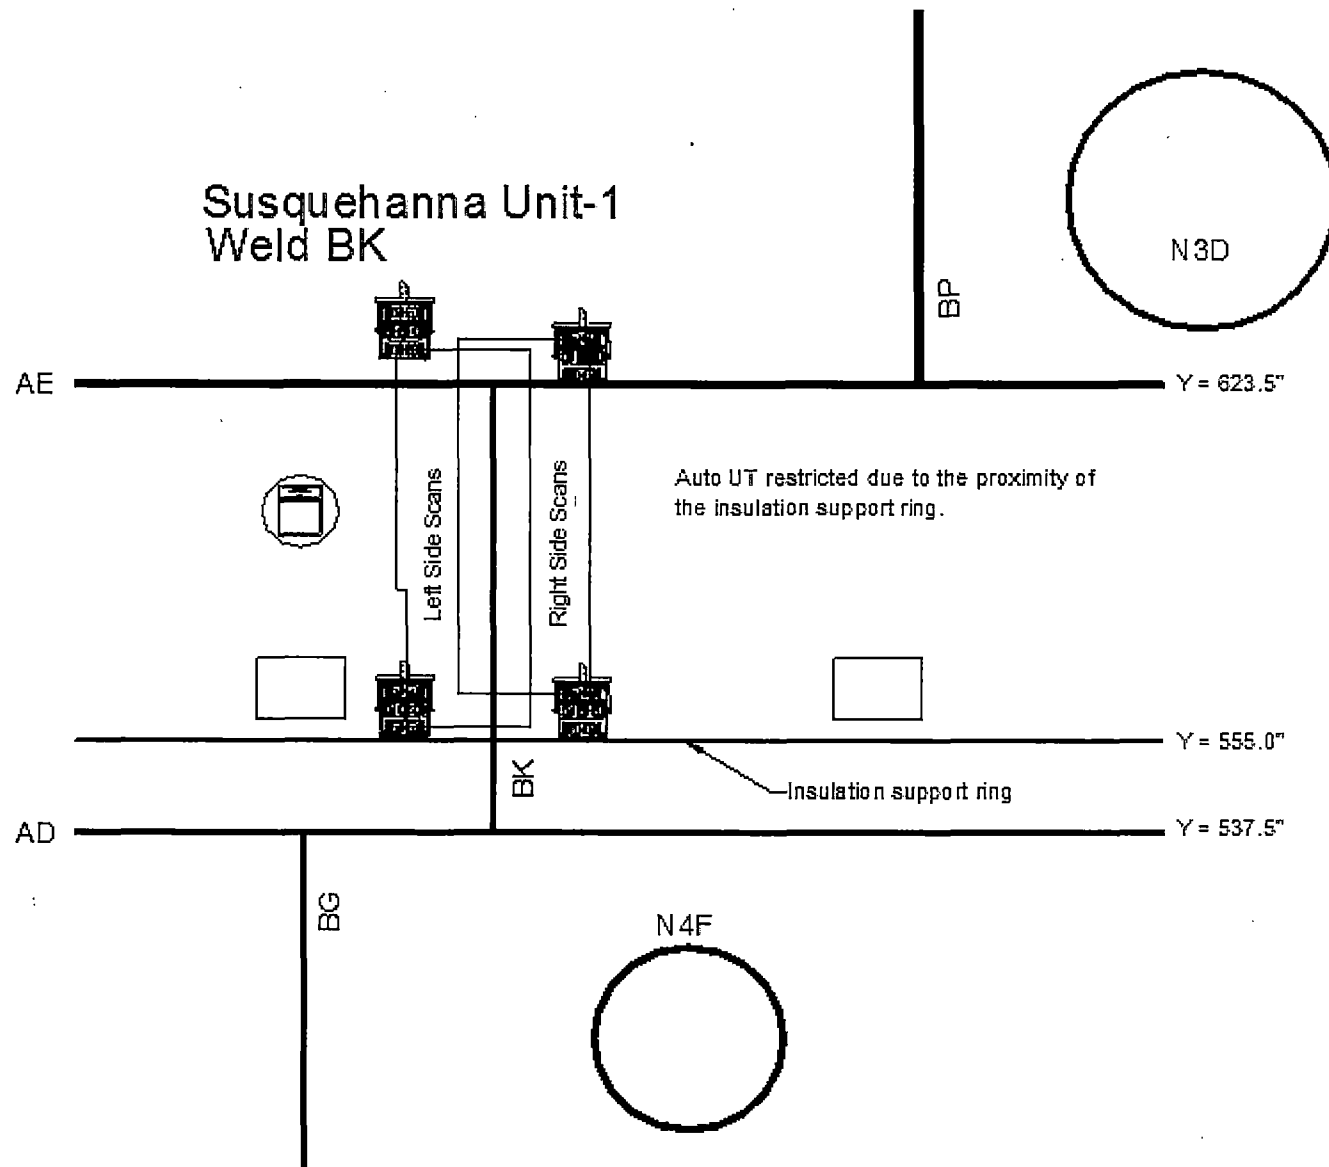 Susquehanna Unit-1
Weld BK
N3D
BP
AE
Y = 623.5"
Left Side Scans
Right Side Scans
Auto UT restricted due to the proximity of
the insulation support ring.
Y = 555.0"
BK
Insulation support ring
AD
Y = 537.5"
BG
N4F